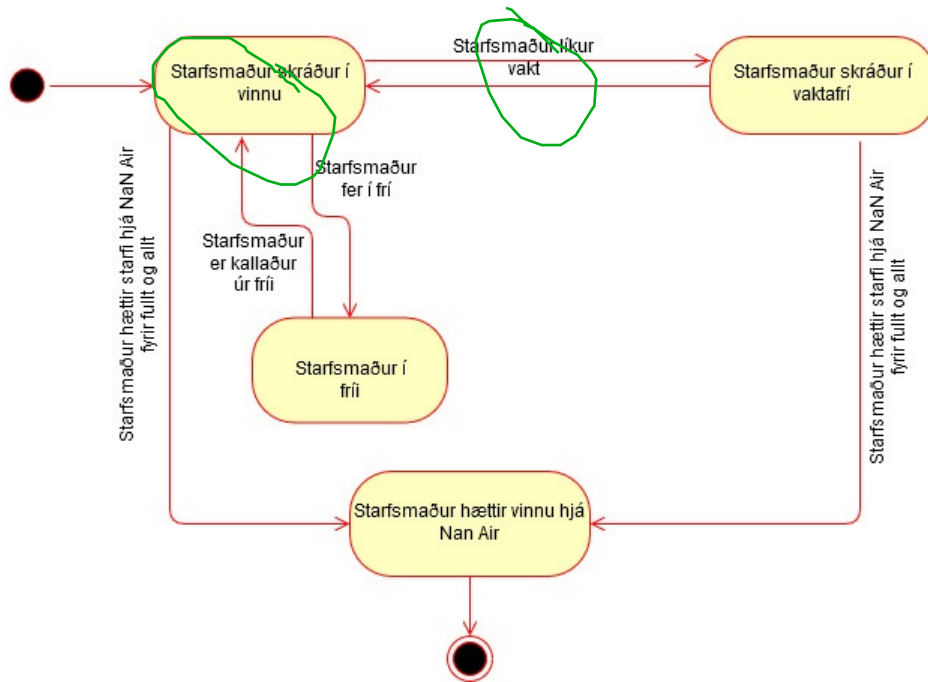 Starfsmaður skráður í
vinnu
Starfsmaður líkur
vakt
Starfsmaður skráður í
vaktafrí
Starfsmaður
fer í frí
Starfsmaður
er kallaður
úr fríi
Starfsmaður hættir starfi hjá NaN Air
fyrir fullt og allt
Starfsmaður hættir starfi hjá NaN Air
fyrir fullt og allt
Starfsmaður í
fríi
Starfsmaður hættir vinnu hjá
Nan Air